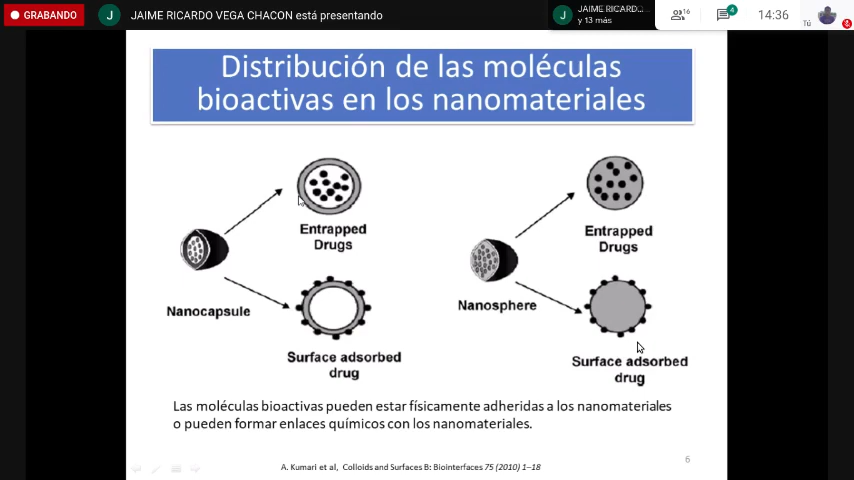 GRABANDO
J
JAIME RICARDO VEGA CHACON está presentando
J
JAIME RICARD...
y 13 más
16
4
14:36
Tú
Distribución de las moléculas
bioactivas en los nanomateriales
Entrapped
Drugs
Nanocapsule
Surface adsorbed
drug
Entrapped
Drugs
Nanosphere
Surface adsorbed
drug
Las moléculas bioactivas pueden estar físicamente adheridas a los nanomateriales
o pueden formar enlaces químicos con los nanomateriales.
6
A. Kumari et al, Colloids and Surfaces B: Biointerfaces 75 (2010) 1–18